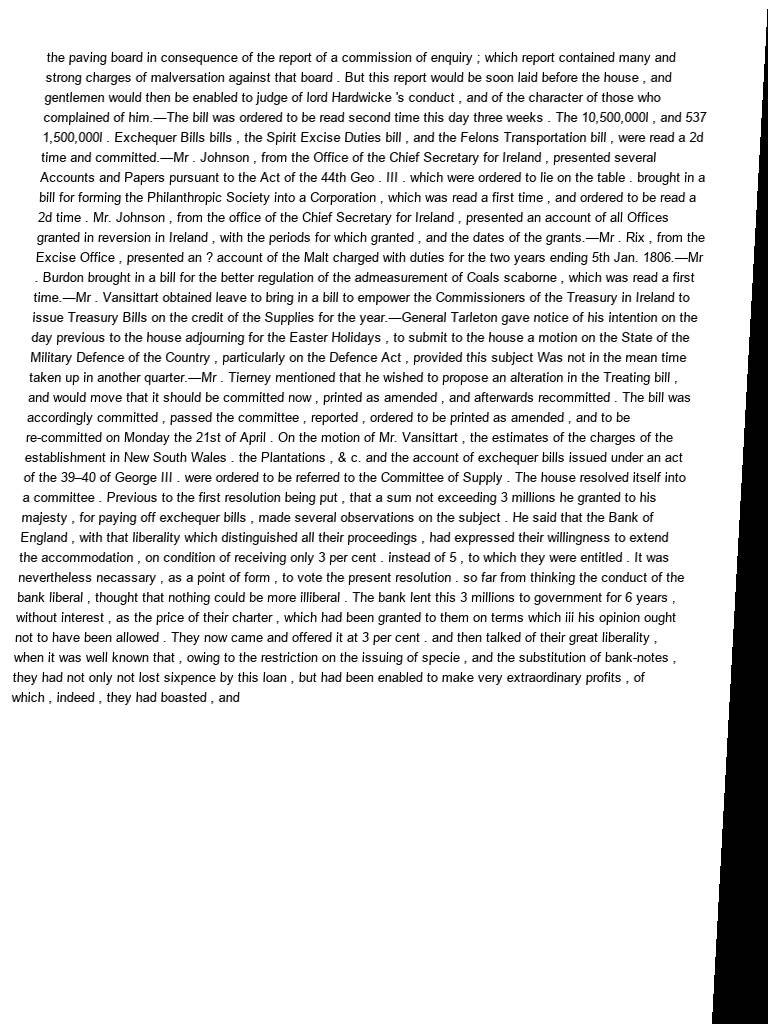 the paving board in consequence of the report of a commission of enquiry ; which report contained many and
strong charges of malversation against that board . But this report would be soon laid before the house , and
gentlemen would then be enabled to judge of lord Hardwicke 's conduct , and of the character of those who
complained of him.—The bill was ordered to be read second time this day three weeks . The 10,500,000l , and 537
1,500,000l . Exchequer Bills bills , the Spirit Excise Duties bill , and the Felons Transportation bill , were read a 2d
time and committed.—Mr . Johnson , from the Office of the Chief Secretary for Ireland , presented several
Accounts and Papers pursuant to the Act of the 44th Geo . III . which were ordered to lie on the table . brought in a
bill for forming the Philanthropic Society into a Corporation , which was read a first time , and ordered to be read a
2d time . Mr. Johnson , from the office of the Chief Secretary for Ireland , presented an account of all Offices
granted in reversion in Ireland , with the periods for which granted , and the dates of the grants.—Mr . Rix , from the
Excise Office , presented an ? account of the Malt charged with duties for the two years ending 5th Jan. 1806.—Mr
. Burdon brought in a bill for the better regulation of the admeasurement of Coals scaborne , which was read a first
time.—Mr . Vansittart obtained leave to bring in a bill to empower the Commissioners of the Treasury in Ireland to
issue Treasury Bills on the credit of the Supplies for the year.—General Tarleton gave notice of his intention on the
day previous to the house adjourning for the Easter Holidays , to submit to the house a motion on the State of the
Military Defence of the Country , particularly on the Defence Act , provided this subject Was not in the mean time
taken up in another quarter.—Mr . Tierney mentioned that he wished to propose an alteration in the Treating bill ,
and would move that it should be committed now , printed as amended , and afterwards recommitted . The bill was
accordingly committed , passed the committee , reported , ordered to be printed as amended , and to be
re-committed on Monday the 21st of April . On the motion of Mr. Vansittart , the estimates of the charges of the
establishment in New South Wales . the Plantations , & c. and the account of exchequer bills issued under an act
of the 39–40 of George III . were ordered to be referred to the Committee of Supply . The house resolved itself into
a committee . Previous to the first resolution being put , that a sum not exceeding 3 millions he granted to his
majesty , for paying off exchequer bills , made several observations on the subject . He said that the Bank of
England , with that liberality which distinguished all their proceedings , had expressed their willingness to extend
the accommodation , on condition of receiving only 3 per cent . instead of 5 , to which they were entitled . It was
nevertheless necassary , as a point of form , to vote the present resolution . so far from thinking the conduct of the
bank liberal , thought that nothing could be more illiberal . The bank lent this 3 millions to government for 6 years ,
without interest , as the price of their charter , which had been granted to them on terms which iii his opinion ought
not to have been allowed . They now came and offered it at 3 per cent . and then talked of their great liberality ,
when it was well known that , owing to the restriction on the issuing of specie , and the substitution of bank-notes ,
they had not only not lost sixpence by this loan , but had been enabled to make very extraordinary profits , of
which , indeed , they had boasted , and